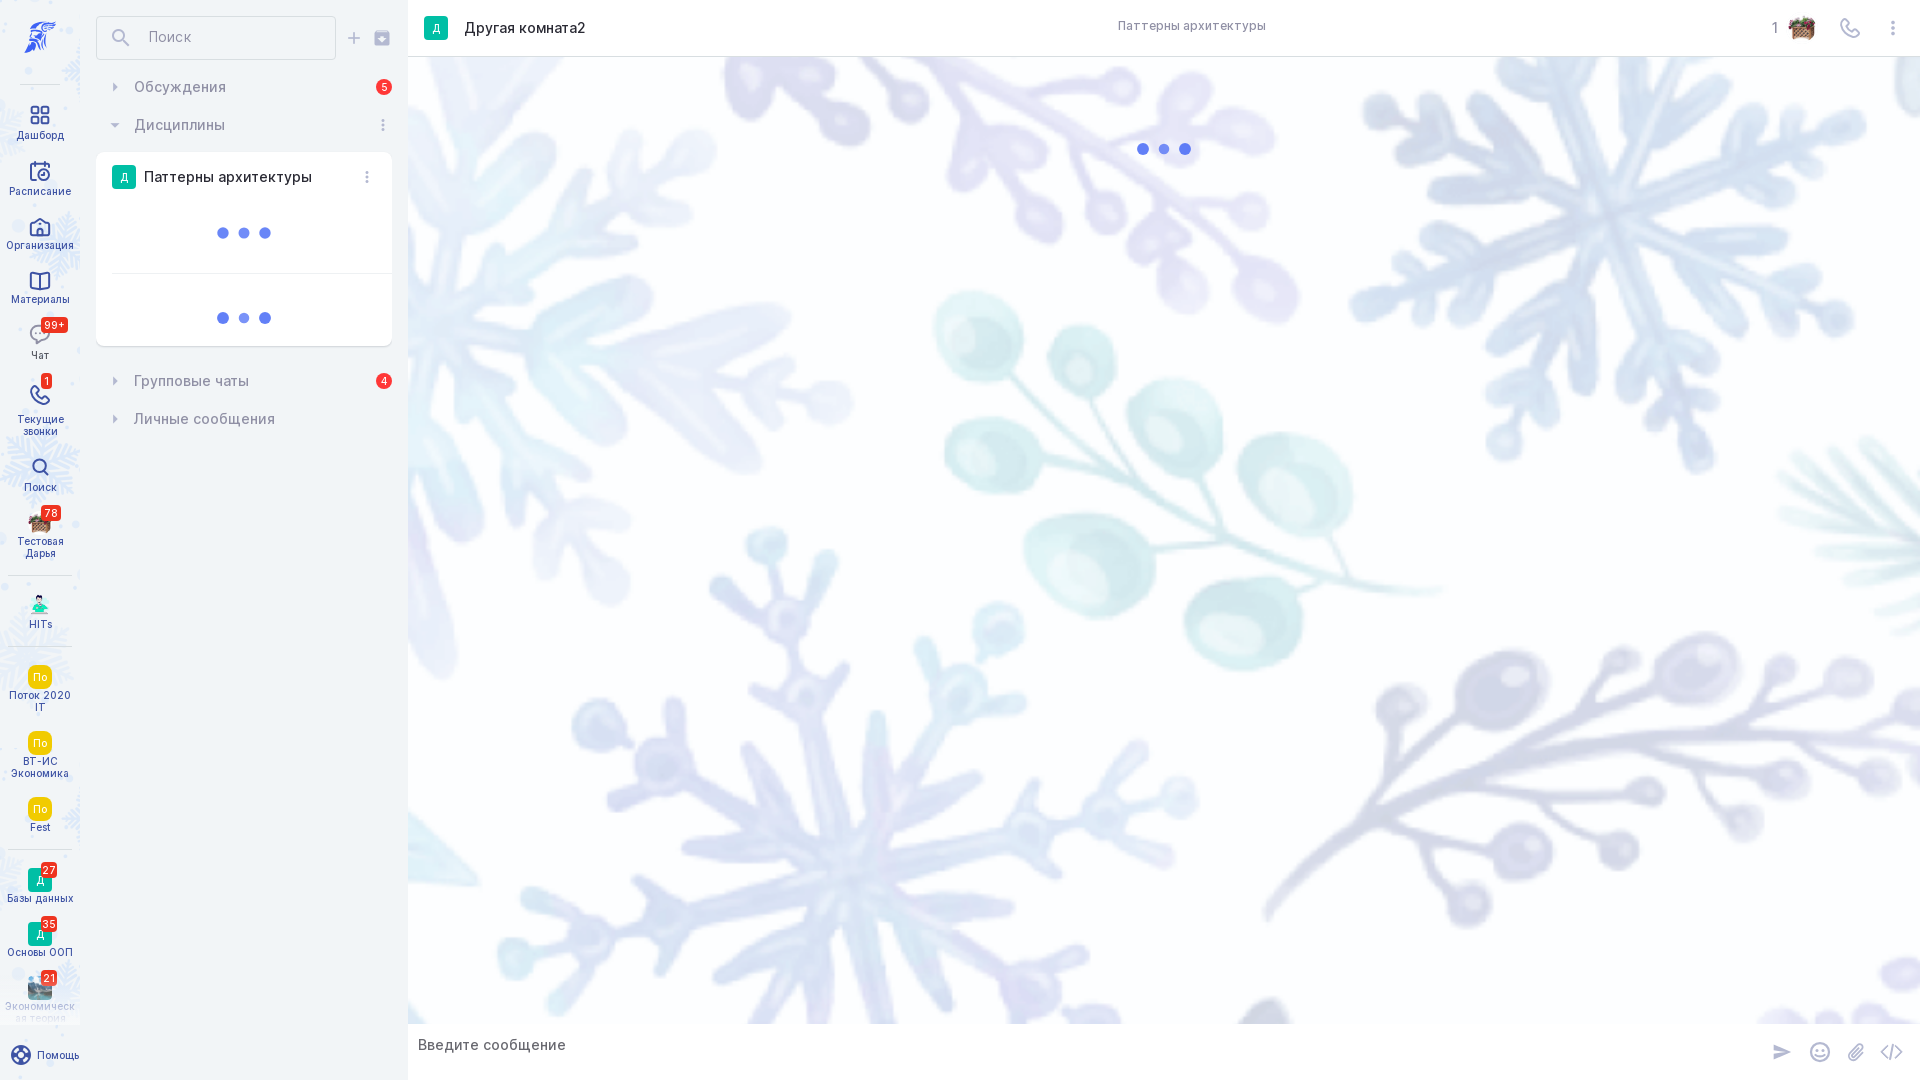 Дашборд
Расписание
Организация
Материалы
99+
Чат
1
Текущие
звонки
Поиск
78
Тестовая
Дарья
HITs
По
Поток 2020
IT
По
ВТ-ИС
Экономика
По
Fest
27
Д
Базы данных
35
Д
Основы ООП
21
Экономическ
ая теория
Помощь
Поиск
Обсуждения
5
Дисциплины
Д
Паттерны архитектуры
Групповые чаты
4
Личные сообщения
Д
Другая комната2
Паттерны архитектуры
1
Введите сообщение